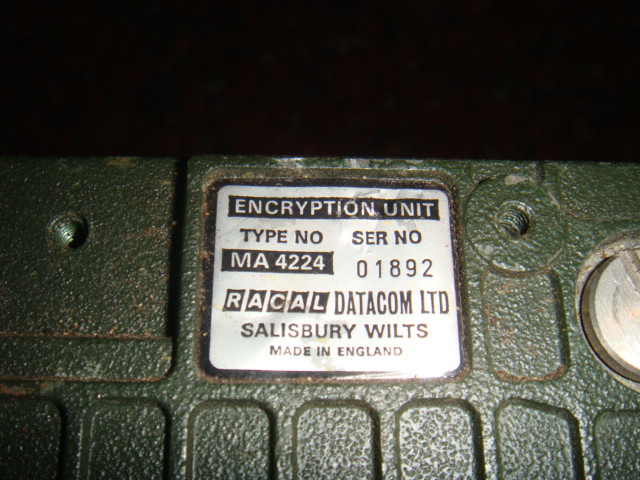 ENCRYPTION UNIT
TYPE NO SER NO
MA 4224 01892
RACAL DATACOM LTD
SALISBURY WILTS
MADE IN ENGLAND